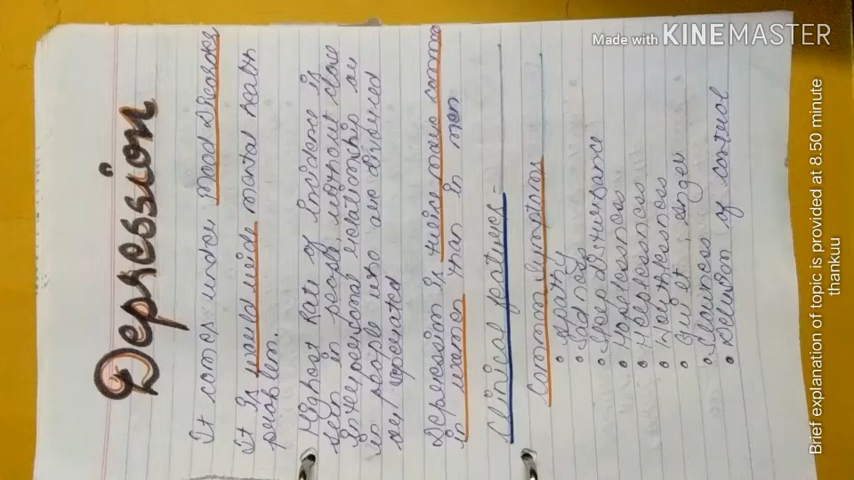 Made with KINEMASTER
Depression
It comes under mood disorder
It is world wide mental health
problem.
Highest Rate of incidence is
seen in people without close
interpersonal relationship or
in people who are divorced
or seperated
Depression is twice more common
in women than in men
Clinical features -
Common symptoms
• Apathy
• Sadness
• Sleep disturbance
• Hopelessness
• Helplessness
• Worthlessness
• Guilt, anger
• Slowness
• Delusion of control
Brief explanation of topic is provided at 8.50 minute
thankuu